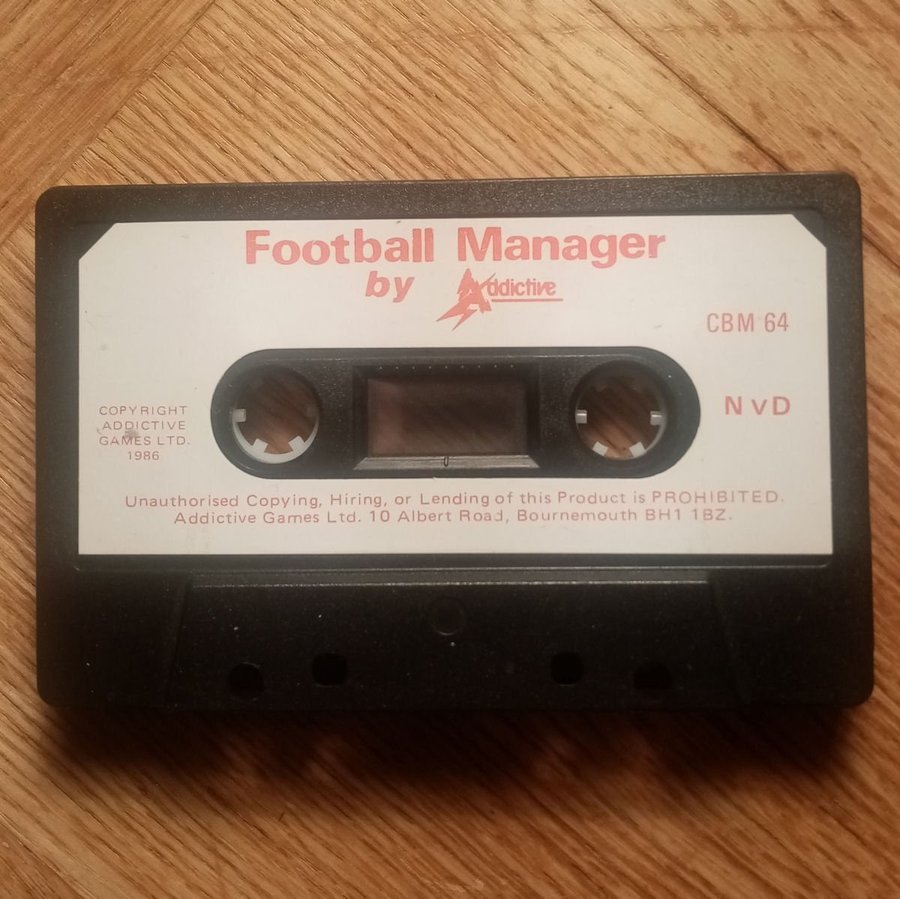 Football Manager
by Addictive
CBM 64
NvD
COPYRIGHT
ADDICTIVE
GAMES LTD.
1986
Unauthorised Copying, Hiring, or Lending of this Product is PROHIBITED.
Addictive Games Ltd. 10 Albert Road, Bournemouth BH1 1BZ.